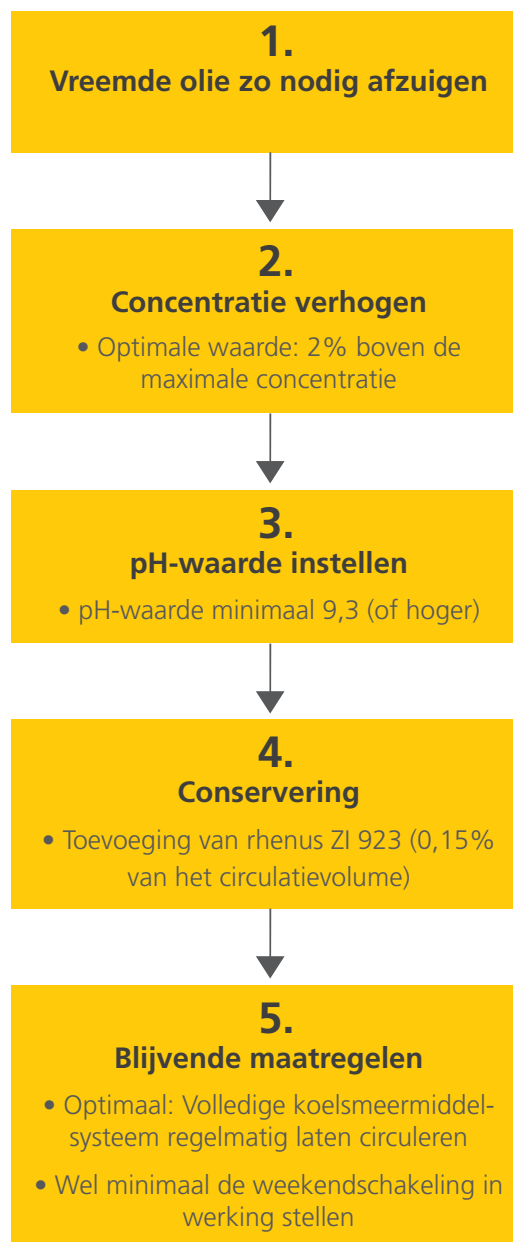 1.
Vreemde olie zo nodig afzuigen
2.
Concentratie verhogen
• Optimale waarde: 2% boven de
maximale concentratie
3.
pH-waarde instellen
• pH-waarde minimaal 9,3 (of hoger)
4.
Conservering
• Toevoeging van rhenus ZI 923 (0,15%
van het circulatievolume)
5.
Blijvende maatregelen
• Optimaal: Volledige koelsmeermiddel-
systeem regelmatig laten circuleren
• Wel minimaal de weekendschakeling in
werking stellen